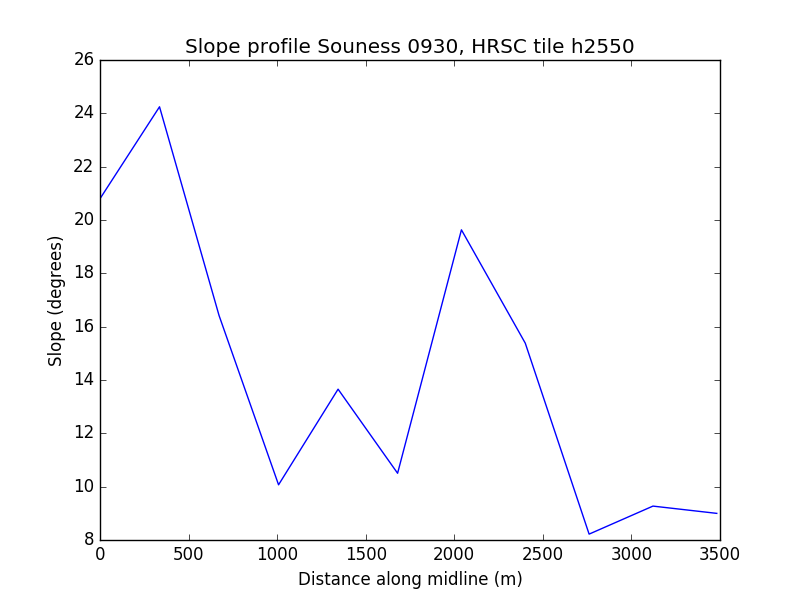 Slope profile Souness 0930, HRSC tile h2550
26
24
22
20
18
16
14
12
10
8
Slope (degrees)
0 500 1000 1500 2000 2500 3000 3500
Distance along midline (m)